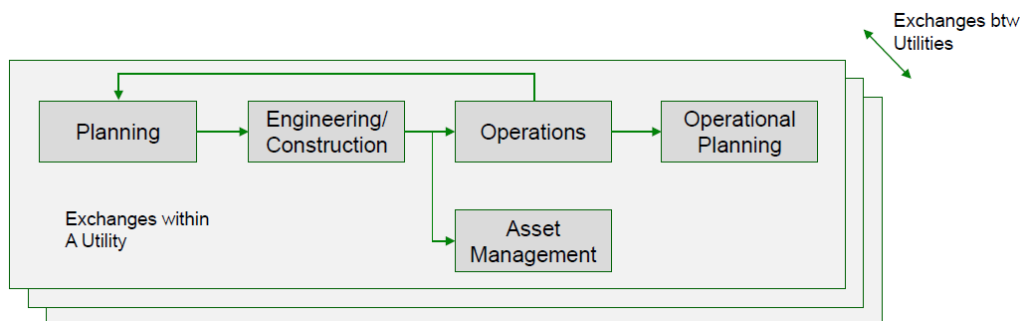 Exchanges btw
Utilities
Planning
Engineering/
Construction
Operations
Operational
Planning
Exchanges within
A Utility
Asset
Management